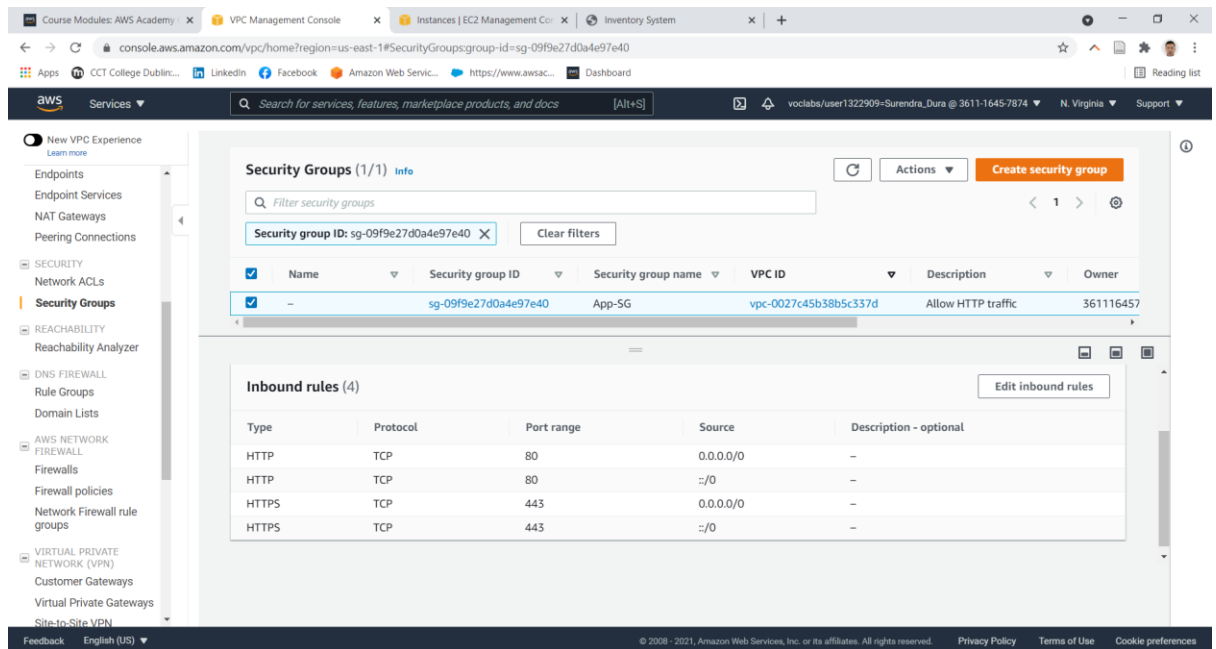 Course Modules: AWS Academy
VPC Management Console
Instances | EC2 Management Con
Inventory System
console.aws.amazon.com/vpc/home?region=us-east-1#SecurityGroups:group-id=sg-09f9e27d0a4e97e40
Apps
CCT College Dublin:...
LinkedIn
Facebook
Amazon Web Servic...
https://www.awsac...
Dashboard
Reading list
aws
Services ▼
Search for services, features, marketplace products, and docs
[Alt+S]
voclabs/user1322909=Surendra_Dura @ 3611-1645-7874 ▼
N. Virginia ▼
Support ▼
New VPC Experience
Learn more
Endpoints
Endpoint Services
NAT Gateways
Peering Connections
SECURITY
Network ACLs
Security Groups
REACHABILITY
Reachability Analyzer
DNS FIREWALL
Rule Groups
Domain Lists
AWS NETWORK
FIREWALL
Firewalls
Firewall policies
Network Firewall rule
groups
VIRTUAL PRIVATE
NETWORK (VPN)
Customer Gateways
Virtual Private Gateways
Site-to-Site VPN
Security Groups (1/1) Info
Actions ▼
Create security group
Filter security groups
1
Security group ID: sg-09f9e27d0a4e97e40
Clear filters
Name Security group ID Security group name VPC ID Description Owner
– sg-09f9e27d0a4e97e40 App-SG vpc-0027c45b38b5c337d Allow HTTP traffic 361116457
Inbound rules (4)
Edit inbound rules
Type Protocol Port range Source Description - optional
HTTP TCP 80 0.0.0.0/0 –
HTTP TCP 80 ::/0 –
HTTPS TCP 443 0.0.0.0/0 –
HTTPS TCP 443 ::/0 –
Feedback
English (US) ▼
© 2008 - 2021, Amazon Web Services, Inc. or its affiliates. All rights reserved.
Privacy Policy
Terms of Use
Cookie preferences